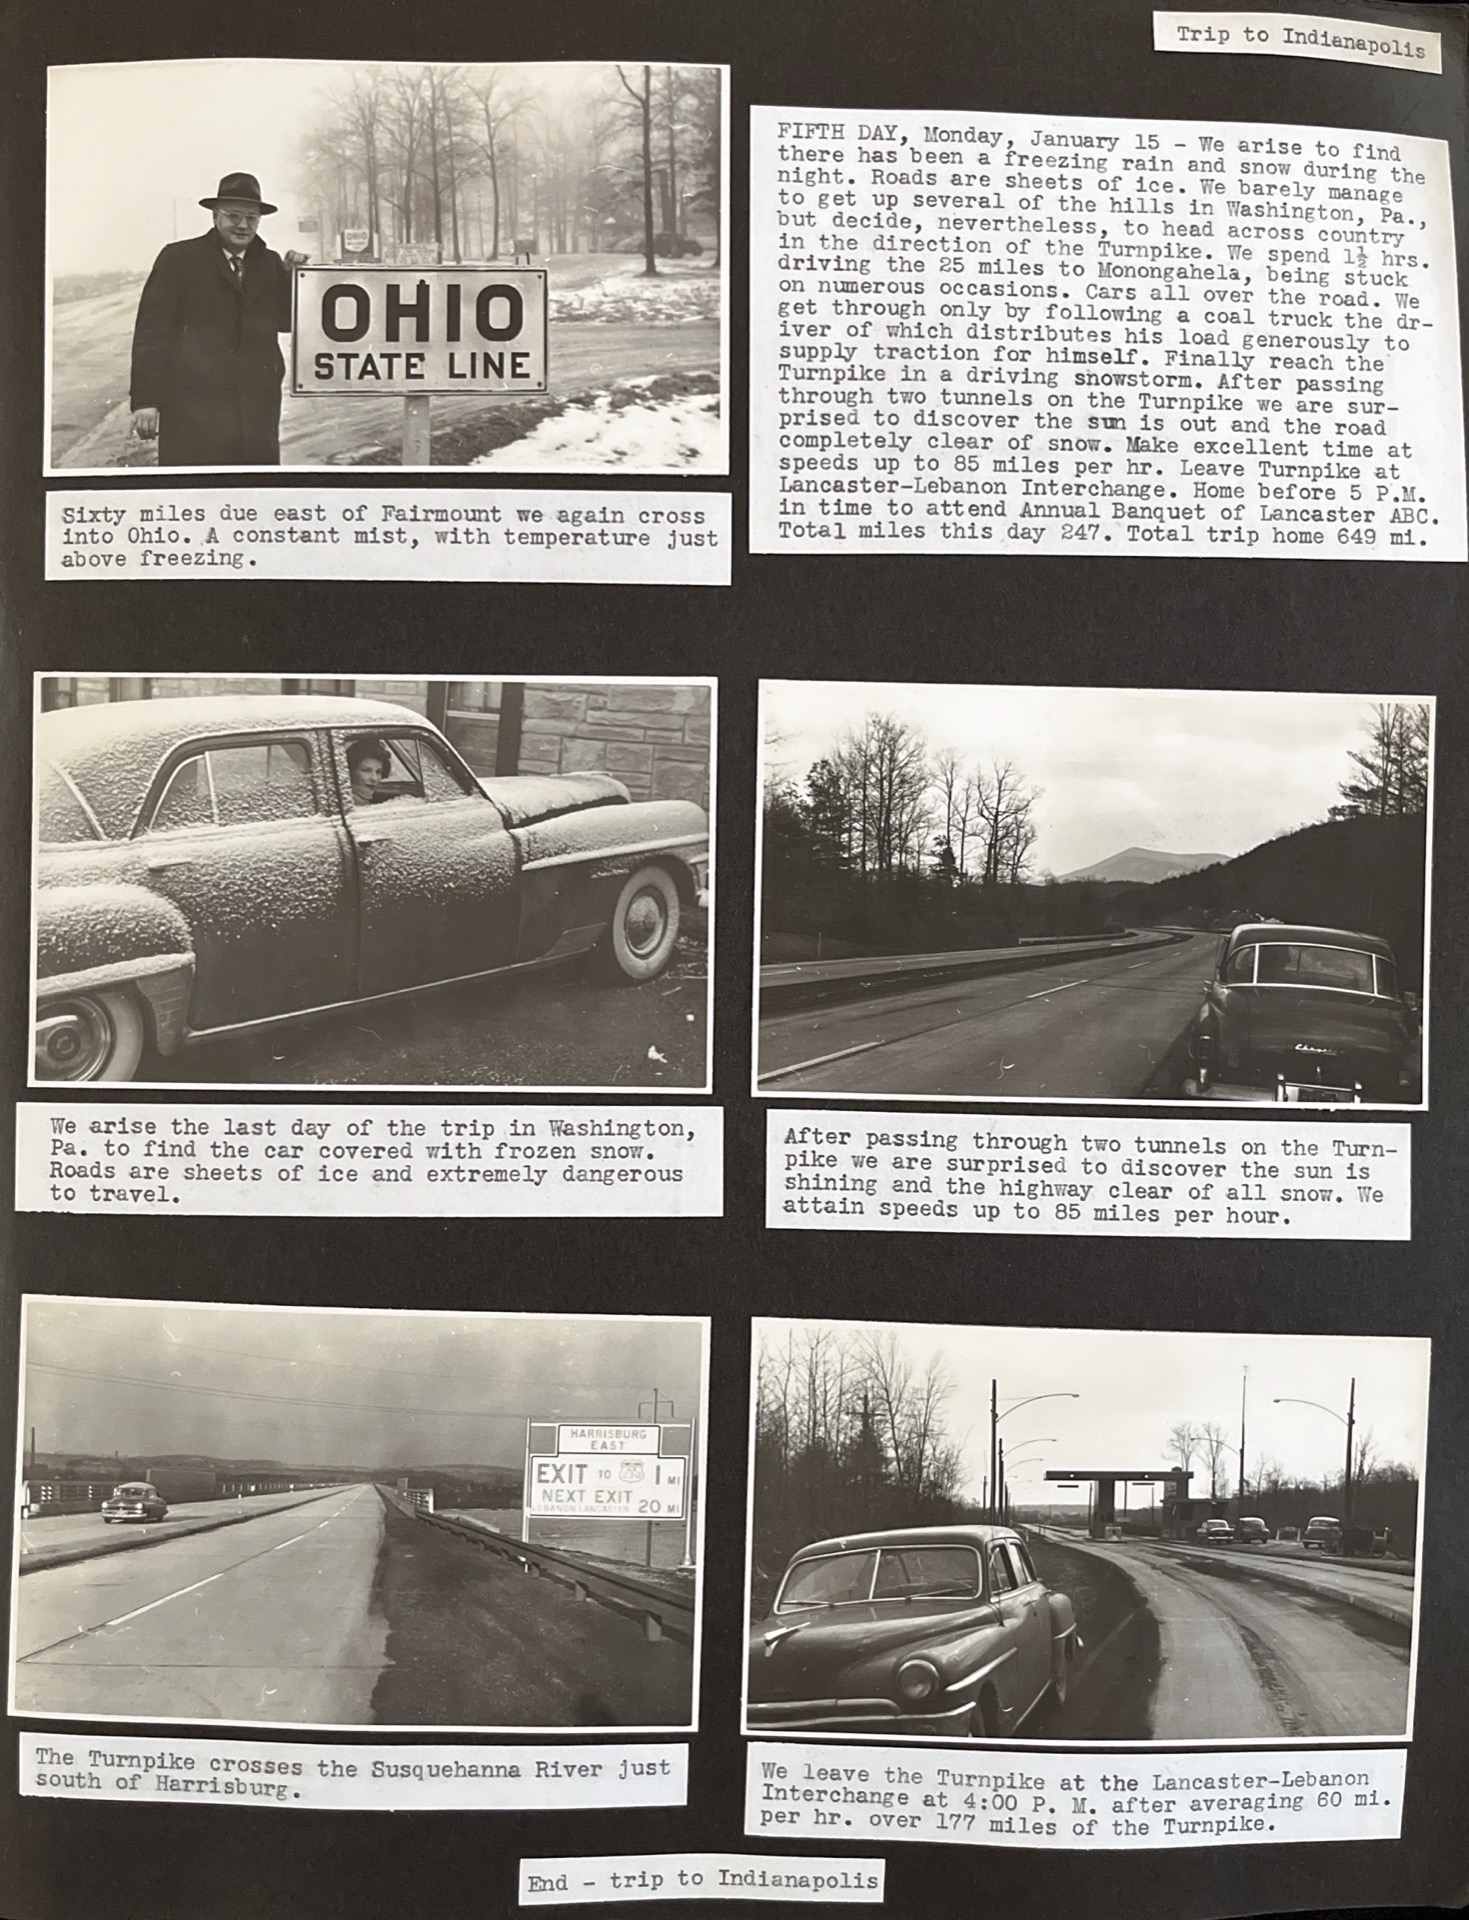 Trip to Indianapolis
OHIO
STATE LINE
FIFTH DAY, Monday, January 15 - We arise to find
there has been a freezing rain and snow during the
night. Roads are sheets of ice. We barely manage
to get up several of the hills in Washington, Pa.,
but decide, nevertheless, to head across country
in the direction of the Turnpike. We spend 1½ hrs.
driving the 25 miles to Monongahela, being stuck
on numerous occasions. Cars all over the road. We
get through only by following a coal truck the dr-
iver of which distributes his load generously to
supply traction for himself. Finally reach the
Turnpike in a driving snowstorm. After passing
through two tunnels on the Turnpike we are sur-
prised to discover the sun is out and the road
completely clear of snow. Make excellent time at
speeds up to 85 miles per hr. Leave Turnpike at
Lancaster-Lebanon Interchange. Home before 5 P.M.
in time to attend Annual Banquet of Lancaster ABC.
Total miles this day 247. Total trip home 649 mi.
Sixty miles due east of Fairmount we again cross
into Ohio. A constant mist, with temperature just
above freezing.
We arise the last day of the trip in Washington,
Pa. to find the car covered with frozen snow.
Roads are sheets of ice and extremely dangerous
to travel.
After passing through two tunnels on the Turn-
pike we are surprised to discover the sun is
shining and the highway clear of all snow. We
attain speeds up to 85 miles per hour.
HARRISBURG
EAST
EXIT TO 1 MI
NEXT EXIT
LEBANON LANCASTER 20 MI
The Turnpike crosses the Susquehanna River just
south of Harrisburg.
We leave the Turnpike at the Lancaster-Lebanon
Interchange at 4:00 P. M. after averaging 60 mi.
per hr. over 177 miles of the Turnpike.
End - trip to Indianapolis